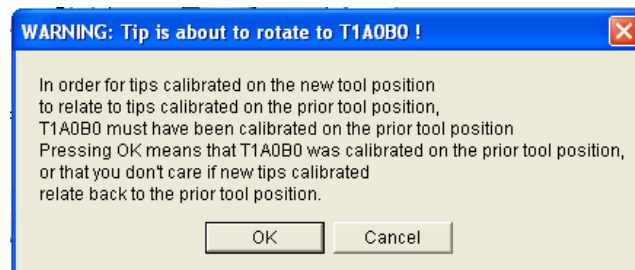 WARNING: Tip is about to rotate to T1A0B0 !
In order for tips calibrated on the new tool position
to relate to tips calibrated on the prior tool position,
T1A0B0 must have been calibrated on the prior tool position
Pressing OK means that T1A0B0 was calibrated on the prior tool position,
or that you don't care if new tips calibrated
relate back to the prior tool position.
OK
Cancel